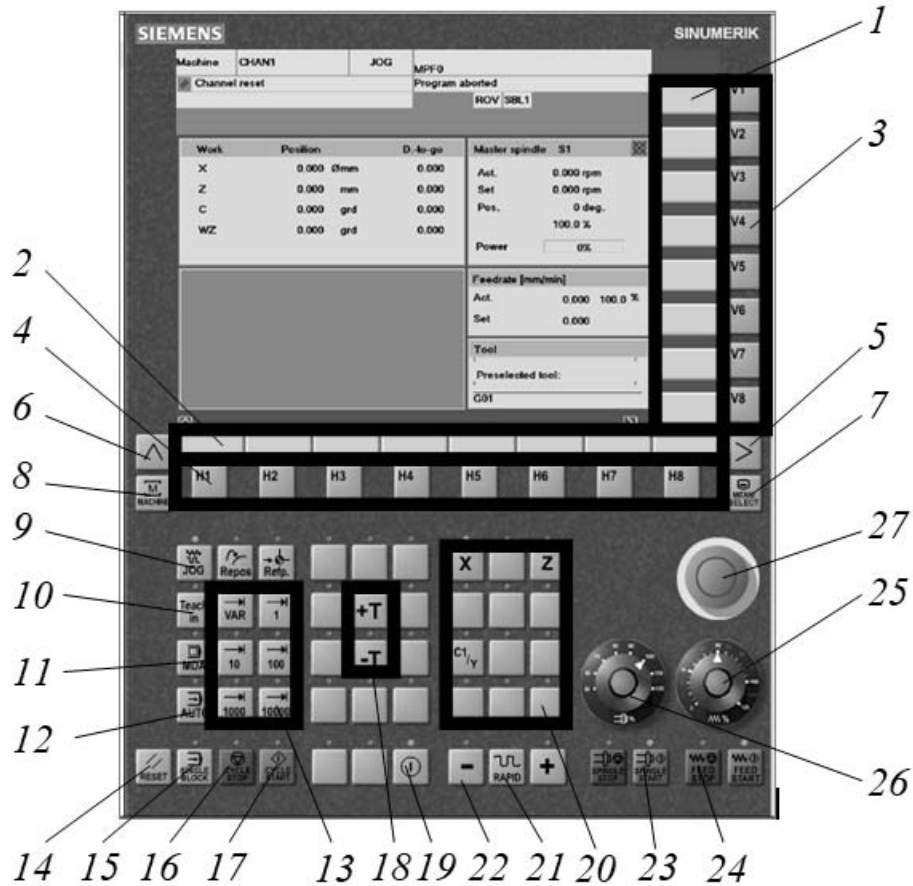 SIEMENS SINUMERIK 1
Machine CHAN1 JOG MPF0
Channel reset Program aborted
ROV SBL1
V1
V2
3
V3
V4
V5
V6
V7
V8
Work Position D.-to-go
X 0.000 Ømm 0.000
Z 0.000 mm 0.000
C 0.000 grd 0.000
WZ 0.000 grd 0.000
Master spindle S1
Act. 0.000 rpm
Set 0.000 rpm
Pos. 0 deg.
100.0 %
Power 0%
Feedrate [mm/min]
Act. 0.000 100.0 %
Set 0.000
Tool
Preselected tool:
G01
2
4
6
8
5
7
H1 H2 H3 H4 H5 H6 H7 H8
M
MACHINE
MENU
SELECT
9
10
11
12
JOG Repos Refp.
Teach
In
VAR 1
MDA 10 100
AUTO 1000 10000
+T
-T
X Z
C1/Y
27
25
26
RESET
SINGLE
BLOCK
CYCLE
STOP
CYCLE
START
- RAPID +
SPINDLE
STOP
SPINDLE
START
FEED
STOP
FEED
START
14 15 16 17 13 18 19 22 21 20 23 24